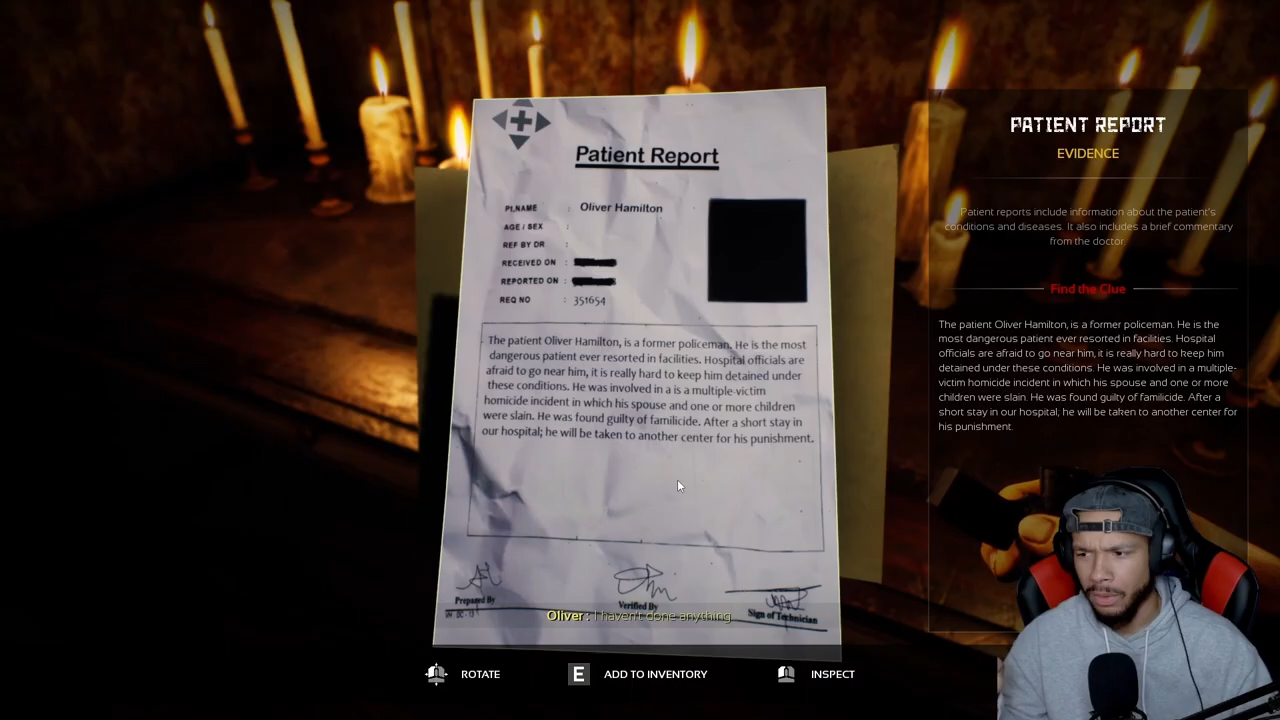 Patient Report
Pt.NAME : Oliver Hamilton
AGE / SEX :
REF BY DR :
RECEIVED ON :
REPORTED ON :
REQ NO : 351654
The patient Oliver Hamilton, is a former policeman. He is the most
dangerous patient ever resorted in facilities. Hospital officials are
afraid to go near him, it is really hard to keep him detained under
these conditions. He was involved in a is a multiple-victim
homicide incident in which his spouse and one or more children
were slain. He was found guilty of familicide. After a short stay in
our hospital; he will be taken to another center for his punishment.
Prepared By
Verified By
Sign of Technician
Oliver : I haven't done anything
ROTATE
E ADD TO INVENTORY
INSPECT
PATIENT REPORT
EVIDENCE
Patient reports include information about the patient's
conditions and diseases. It also includes a brief commentary
from the doctor.
Find the Clue
The patient Oliver Hamilton, is a former policeman. He is the
most dangerous patient ever resorted in facilities. Hospital
officials are afraid to go near him, it is really hard to keep him
detained under these conditions. He was involved in a multiple-
victim homicide incident in which his spouse and one or more
children were slain. He was found guilty of familicide. After a
short stay in our hospital; he will be taken to another center for
his punishment.